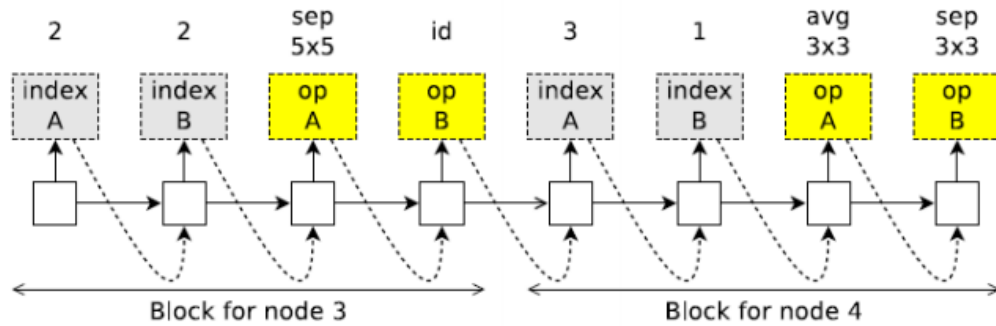 2 2 sep 5x5 id 3 1 avg 3x3 sep 3x3
index A index B op A op B index A index B op A op B
Block for node 3 Block for node 4